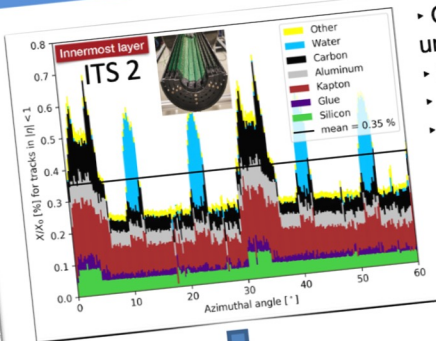 Innermost layer
ITS 2
Other
Water
Carbon
Aluminum
Kapton
Glue
Silicon
mean = 0.35 %
X/X₀ [%] for tracks in |η| < 1
0.8
0.7
0.6
0.5
0.4
0.3
0.2
0.1
0.0
0
10
20
30
40
50
60
Azimuthal angle [°]